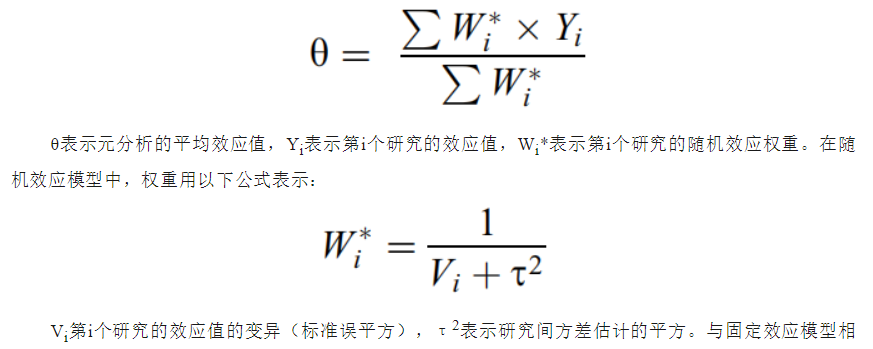 θ = ∑ W_i^* × Y_i / ∑ W_i^*
θ表示元分析的平均效应值，Y_i表示第i个研究的效应值，W_i*表示第i个研究的随机效应权重。在随
机效应模型中，权重用以下公式表示：
W_i^* = 1 / (V_i + τ^2)
V_i第i个研究的效应值的变异（标准误平方），τ^2表示研究间方差估计的平方。与固定效应模型相